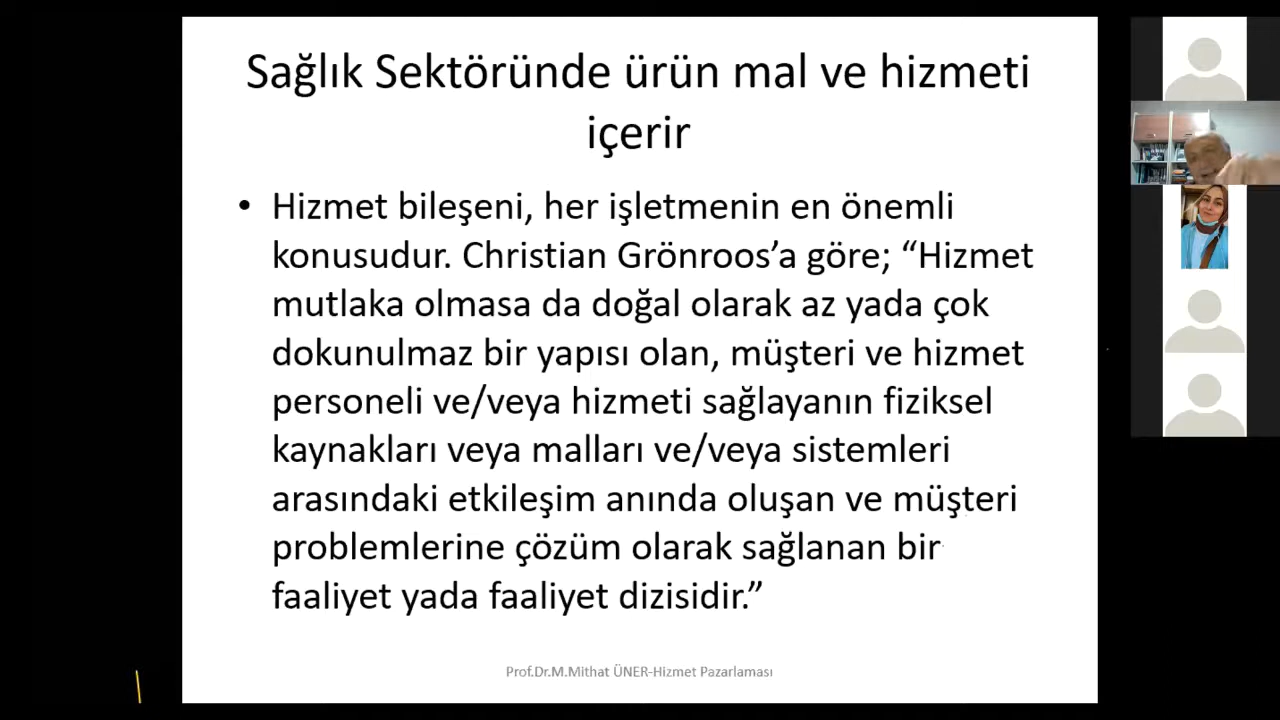 Sağlık Sektöründe ürün mal ve hizmeti
içerir
• Hizmet bileşeni, her işletmenin en önemli
konusudur. Christian Grönroos’a göre; “Hizmet
mutlaka olmasa da doğal olarak az yada çok
dokunulmaz bir yapısı olan, müşteri ve hizmet
personeli ve/veya hizmeti sağlayanın fiziksel
kaynakları veya malları ve/veya sistemleri
arasındaki etkileşim anında oluşan ve müşteri
problemlerine çözüm olarak sağlanan bir
faaliyet yada faaliyet dizisidir.”
Prof.Dr.M.Mithat ÜNER-Hizmet Pazarlaması